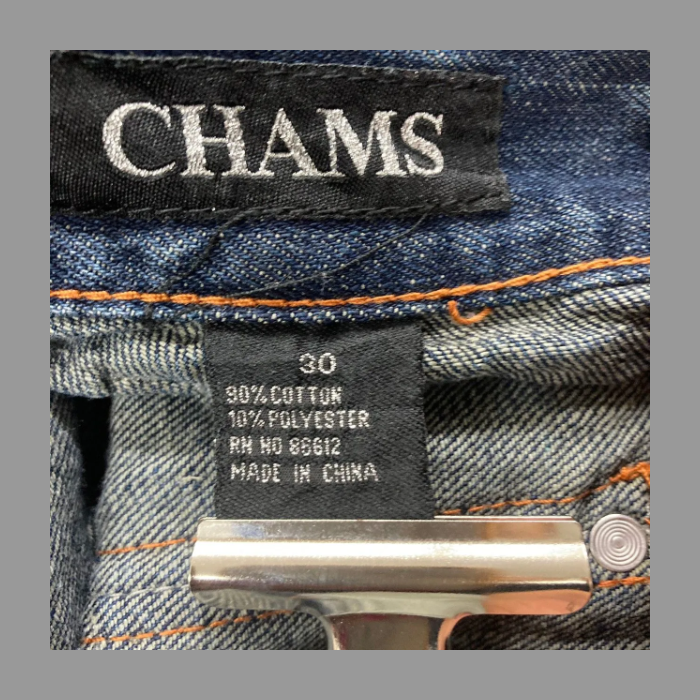 CHAMS
30
90% COTTON
10% POLYESTER
RN NO 86612
MADE IN CHINA